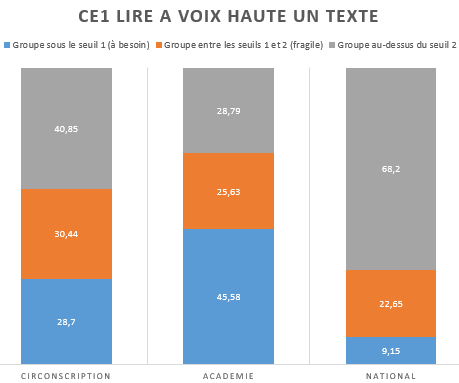 CE1 LIRE A VOIX HAUTE UN TEXTE
Groupe sous le seuil 1 (à besoin) Groupe entre les seuils 1 et 2 (fragile) Groupe au-dessus du seuil 2
40,85 28,79 68,2
30,44 25,63 22,65
28,7 45,58 9,15
CIRCONSCRIPTION ACADEMIE NATIONAL